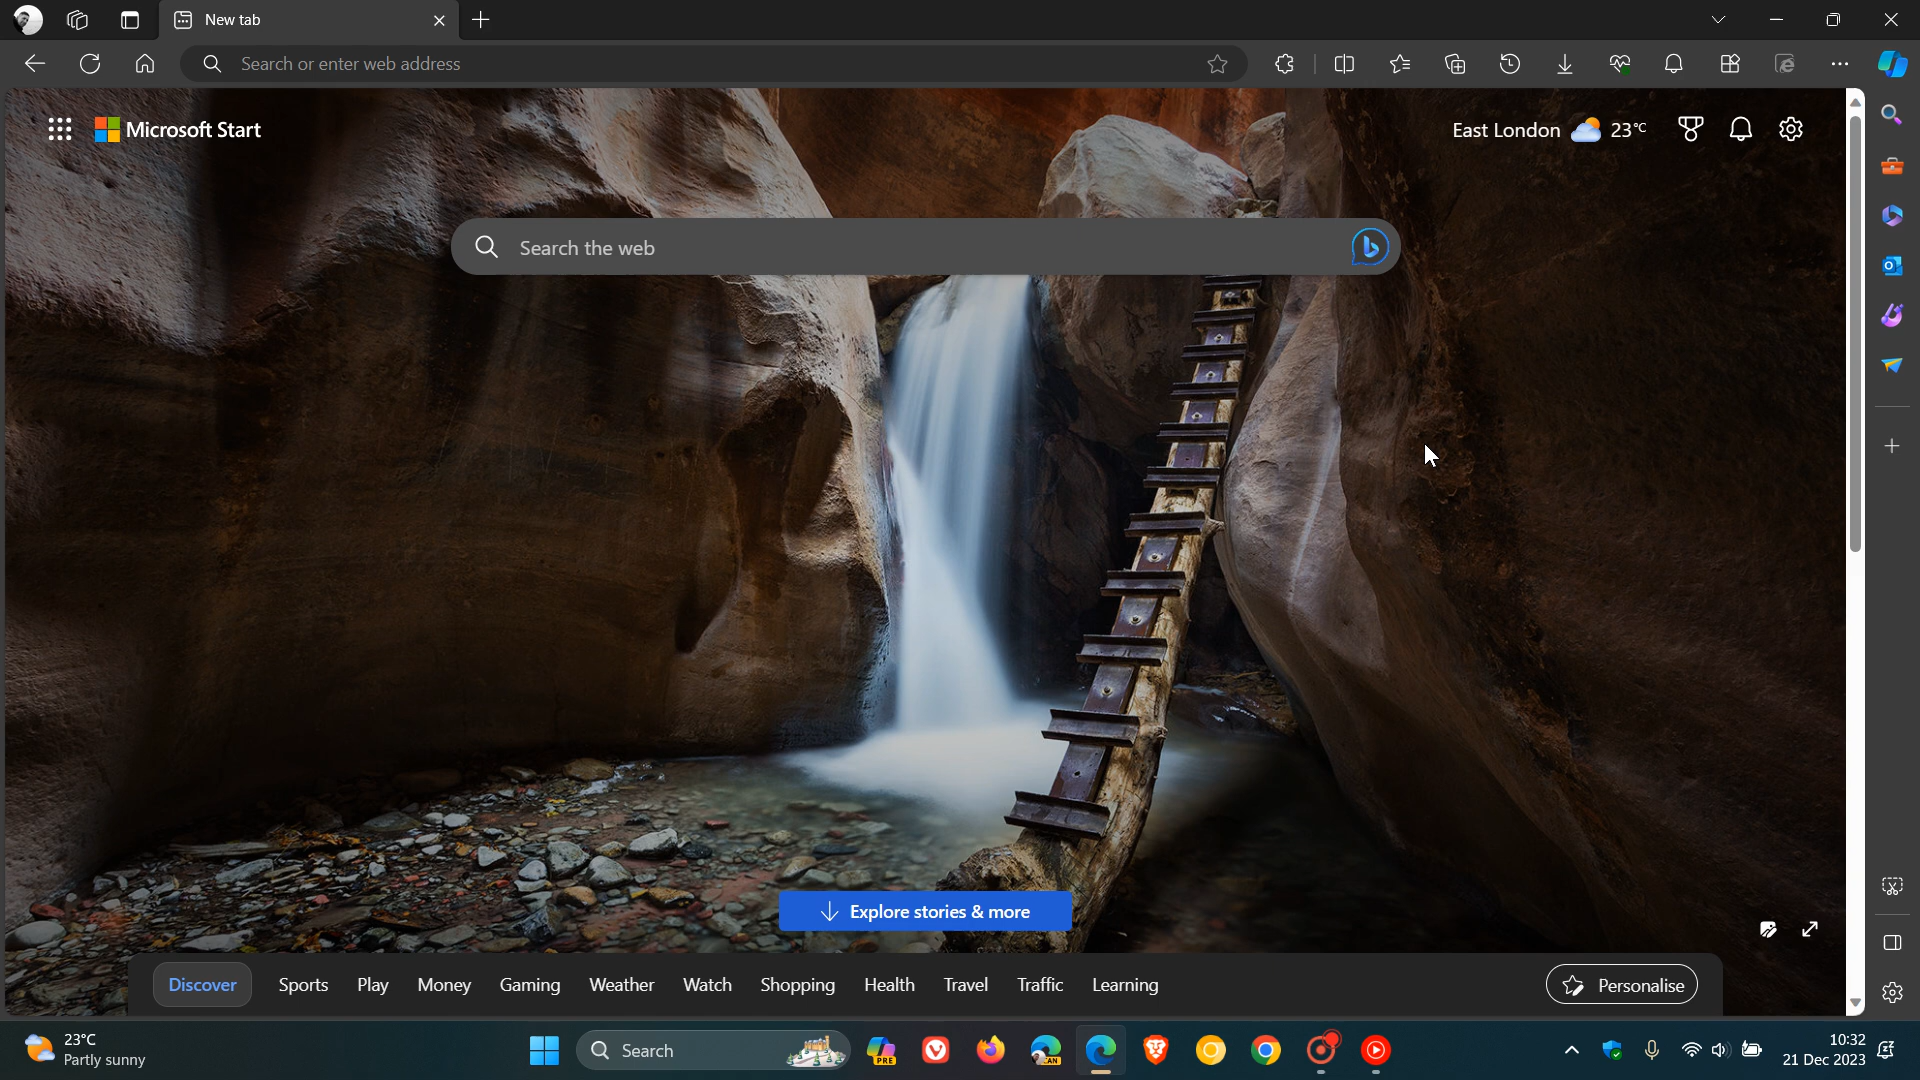 New tab
Search or enter web address
Microsoft Start
East London 23°C
Search the web
Explore stories & more
Discover Sports Play Money Gaming Weather Watch Shopping Health Travel Traffic Learning Personalise
23°C
Partly sunny
Search
PRE
CAN
10:32
21 Dec 2023